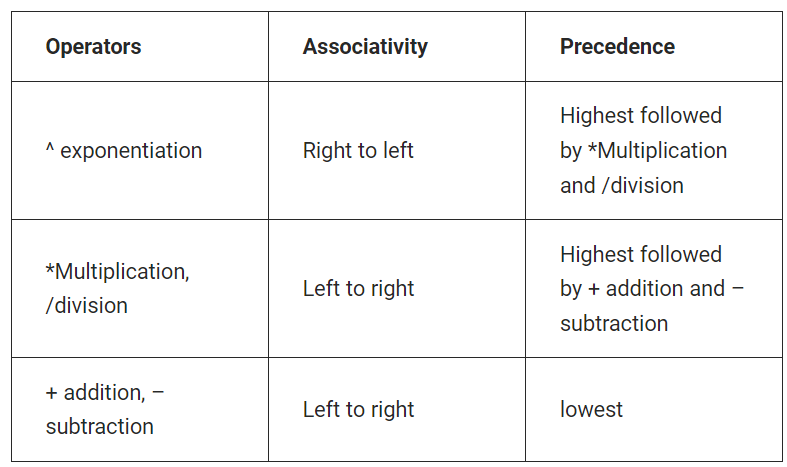 Operators
Associativity
Precedence
^ exponentiation
Right to left
Highest followed
by *Multiplication
and /division
*Multiplication,
/division
Left to right
Highest followed
by + addition and –
subtraction
+ addition, –
subtraction
Left to right
lowest